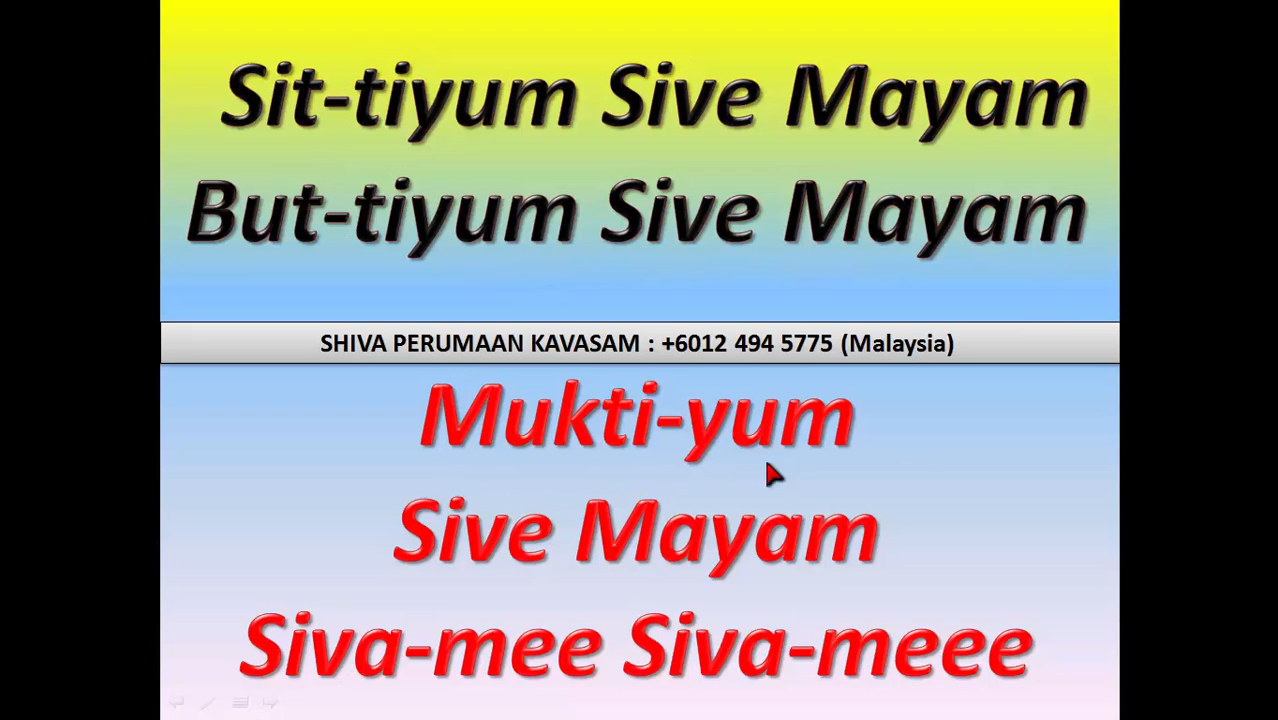 Sit-tiyum Sive Mayam
But-tiyum Sive Mayam
SHIVA PERUMAAN KAVASAM : +6012 494 5775 (Malaysia)
Mukti-yum
Sive Mayam
Siva-mee Siva-meee